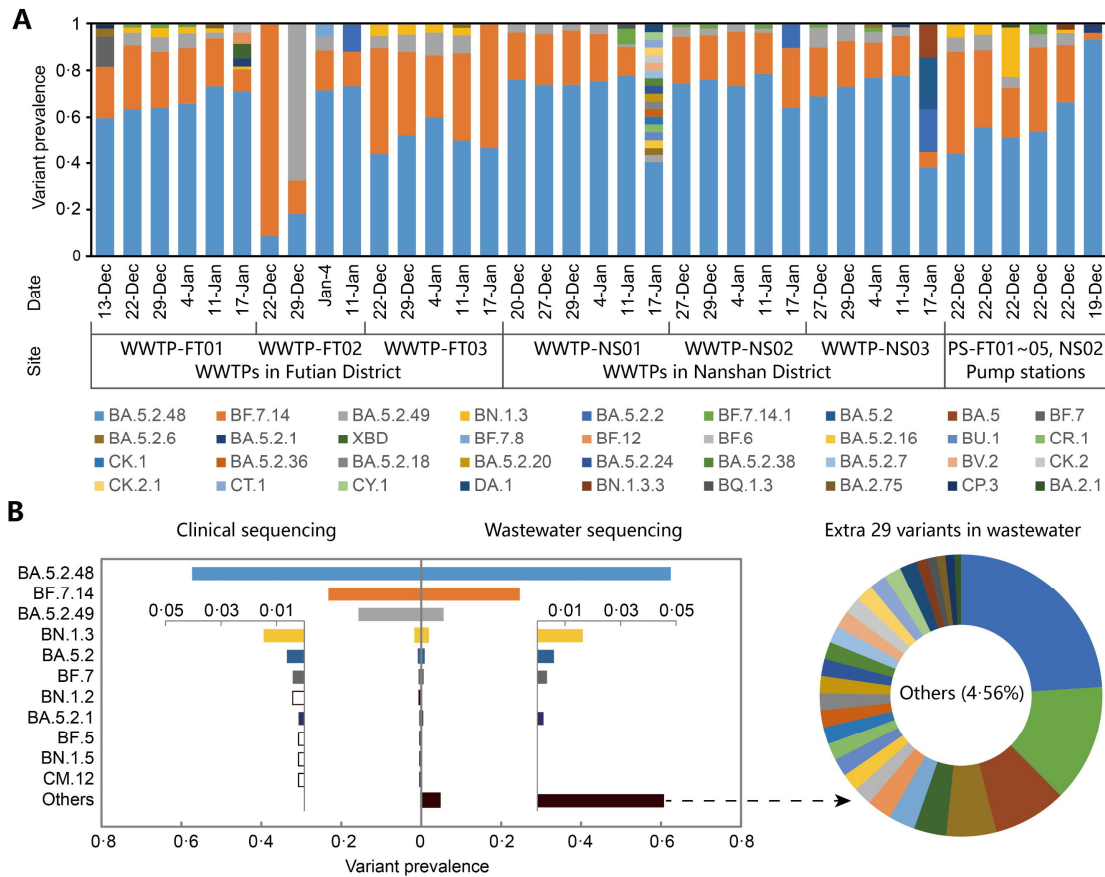 A
Variant prevalence
1
0·8
0·6
0·4
0·2
0
Date
13-Dec
22-Dec
29-Dec
4-Jan
11-Jan
17-Jan
22-Dec
29-Dec
Jan-4
11-Jan
22-Dec
29-Dec
4-Jan
11-Jan
17-Jan
20-Dec
27-Dec
29-Dec
4-Jan
11-Jan
17-Jan
27-Dec
29-Dec
4-Jan
11-Jan
17-Jan
27-Dec
29-Dec
4-Jan
11-Jan
17-Jan
22-Dec
22-Dec
22-Dec
22-Dec
22-Dec
19-Dec
Site
WWTP-FT01 WWTP-FT02 WWTP-FT03 WWTP-NS01 WWTP-NS02 WWTP-NS03 PS-FT01~05, NS02
WWTPs in Futian District WWTPs in Nanshan District Pump stations
BA.5.2.48 BF.7.14 BA.5.2.49 BN.1.3 BA.5.2.2 BF.7.14.1 BA.5.2 BA.5 BF.7
BA.5.2.6 BA.5.2.1 XBD BF.7.8 BF.12 BF.6 BA.5.2.16 BU.1 CR.1
CK.1 BA.5.2.36 BA.5.2.18 BA.5.2.20 BA.5.2.24 BA.5.2.38 BA.5.2.7 BV.2 CK.2
CK.2.1 CT.1 CY.1 DA.1 BN.1.3.3 BQ.1.3 BA.2.75 CP.3 BA.2.1
B
Clinical sequencing Wastewater sequencing Extra 29 variants in wastewater
BA.5.2.48
BF.7.14
BA.5.2.49
0·05 0·03 0·01 0·01 0·03 0·05
BN.1.3
BA.5.2
BF.7
BN.1.2
BA.5.2.1
BF.5
BN.1.5
CM.12
Others
Others (4·56%)
0·8 0·6 0·4 0·2 0 0·2 0·4 0·6 0·8
Variant prevalence